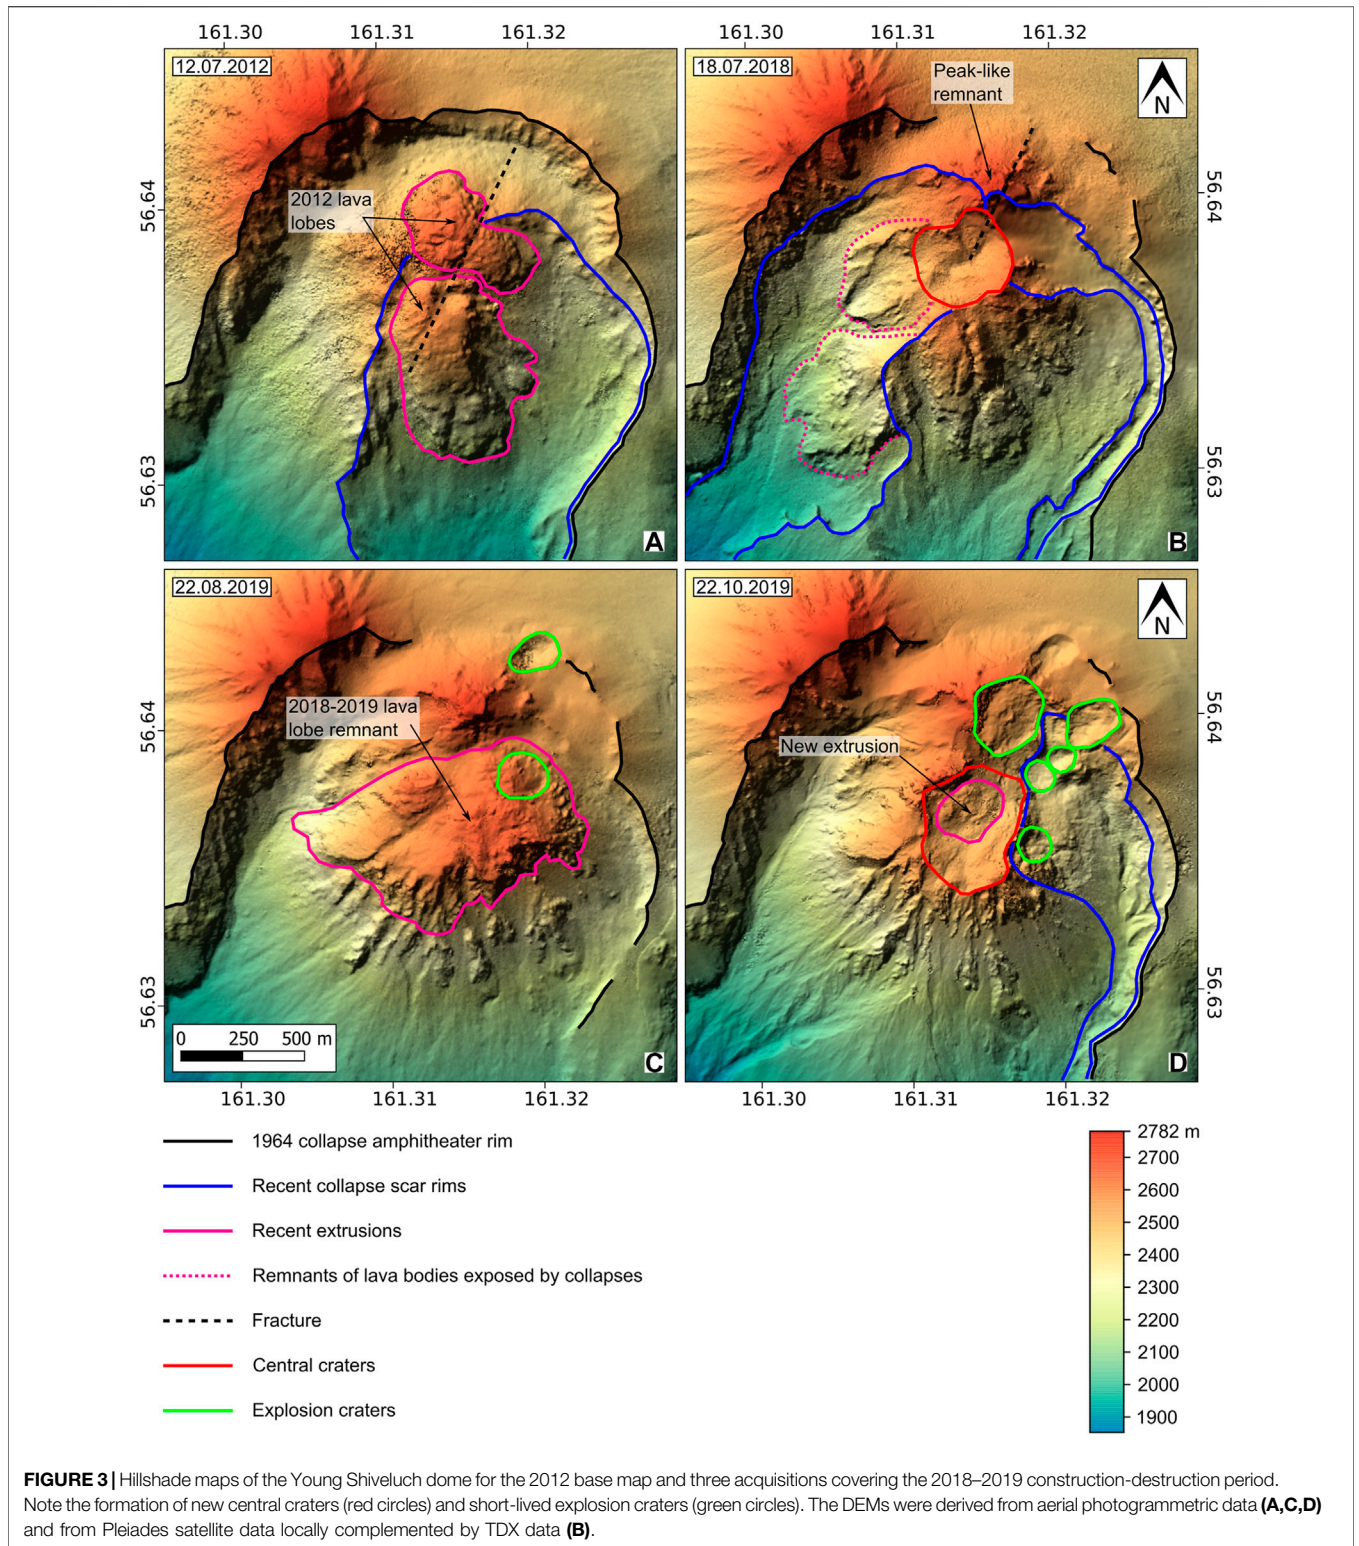 161.30 161.31 161.32 161.30 161.31 161.32
12.07.2012
2012 lava
lobes
56.64
56.63
A
18.07.2018
Peak-like
remnant
N
56.64
56.63
B
22.08.2019
2018-2019 lava
lobe remnant
56.64
56.63
0 250 500 m
C
22.10.2019
N
New extrusion
56.64
56.63
D
161.30 161.31 161.32 161.30 161.31 161.32
1964 collapse amphitheater rim
Recent collapse scar rims
Recent extrusions
Remnants of lava bodies exposed by collapses
Fracture
Central craters
Explosion craters
2782 m
2700
2600
2500
2400
2300
2200
2100
2000
1900
FIGURE 3 | Hillshade maps of the Young Shiveluch dome for the 2012 base map and three acquisitions covering the 2018–2019 construction-destruction period.
Note the formation of new central craters (red circles) and short-lived explosion craters (green circles). The DEMs were derived from aerial photogrammetric data (A,C,D)
and from Pleiades satellite data locally complemented by TDX data (B).